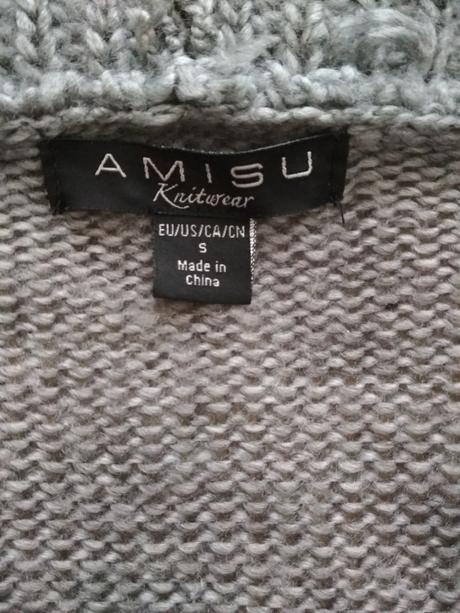 AMISU
Knitwear
EU/US/CA/CN
S
Made in
China